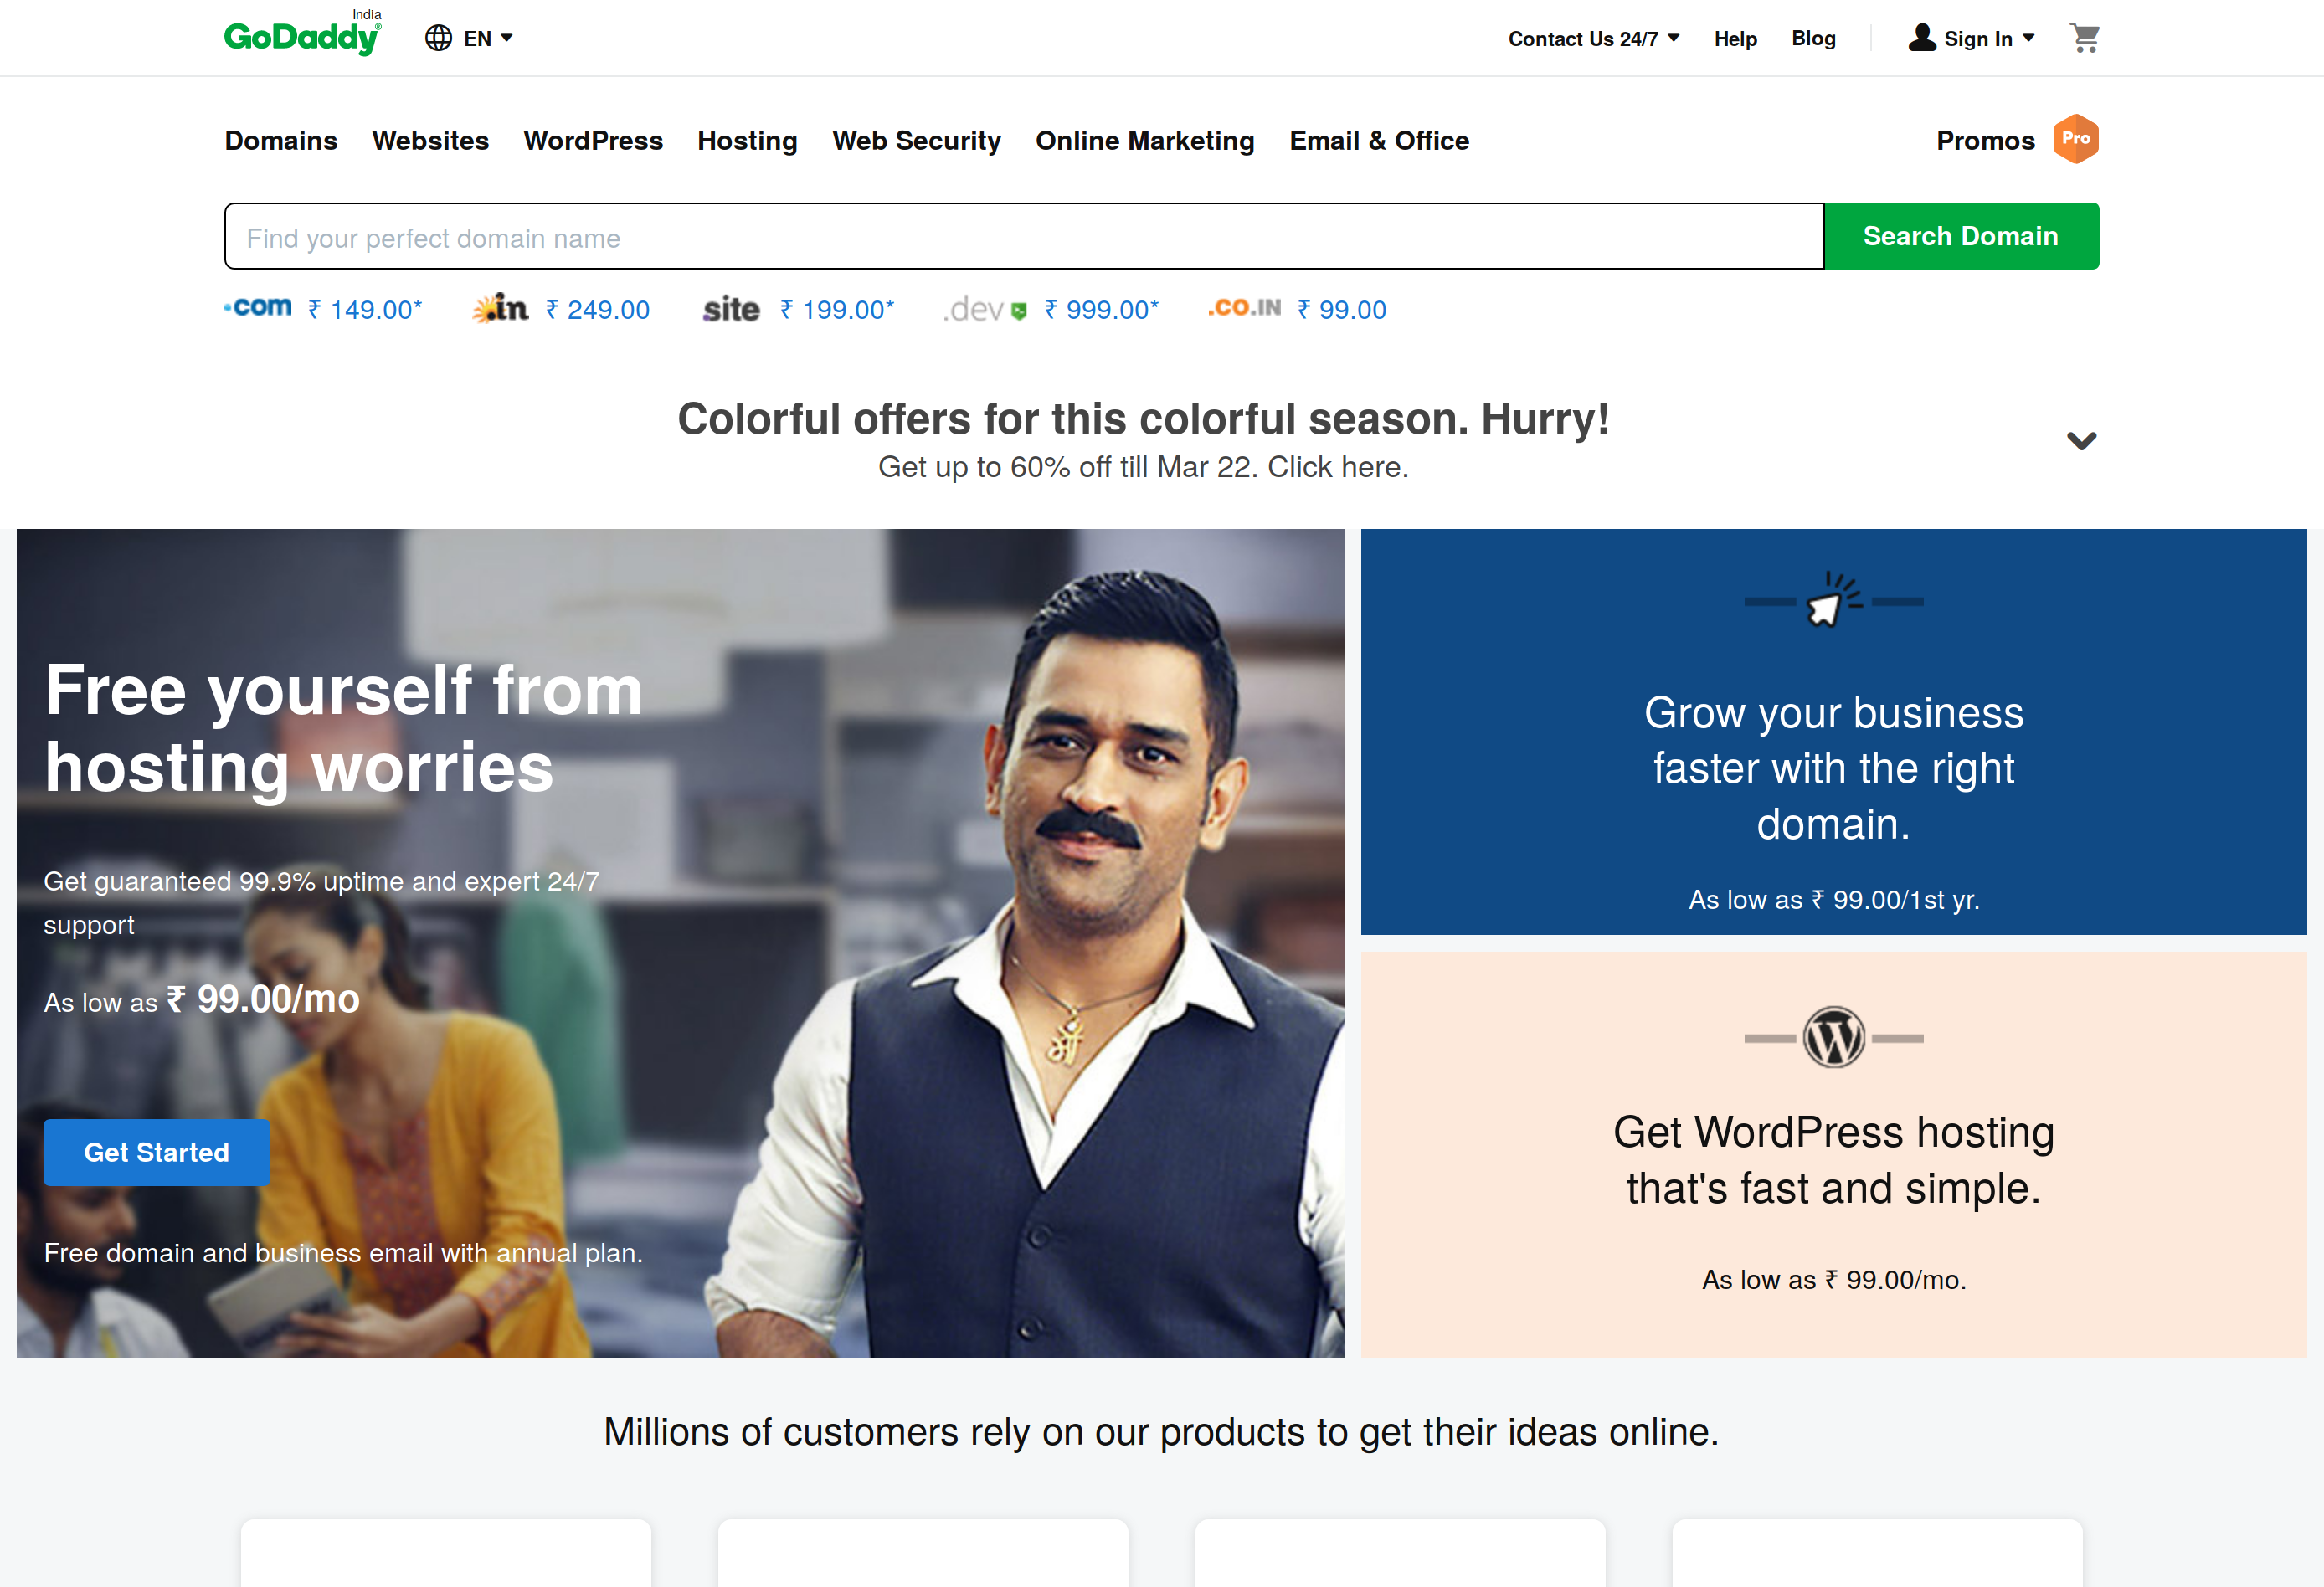 India
GoDaddy®
EN
Contact Us 24/7
Help
Blog
Sign In
Domains
Websites
WordPress
Hosting
Web Security
Online Marketing
Email & Office
Promos
Pro
Find your perfect domain name
Search Domain
.com ₹ 149.00*
.in ₹ 249.00
site ₹ 199.00*
.dev ₹ 999.00*
.CO.IN ₹ 99.00
Colorful offers for this colorful season. Hurry!
Get up to 60% off till Mar 22. Click here.
Free yourself from
hosting worries
Get guaranteed 99.9% uptime and expert 24/7
support
As low as ₹ 99.00/mo
Get Started
Free domain and business email with annual plan.
Grow your business
faster with the right
domain.
As low as ₹ 99.00/1st yr.
Get WordPress hosting
that's fast and simple.
As low as ₹ 99.00/mo.
Millions of customers rely on our products to get their ideas online.